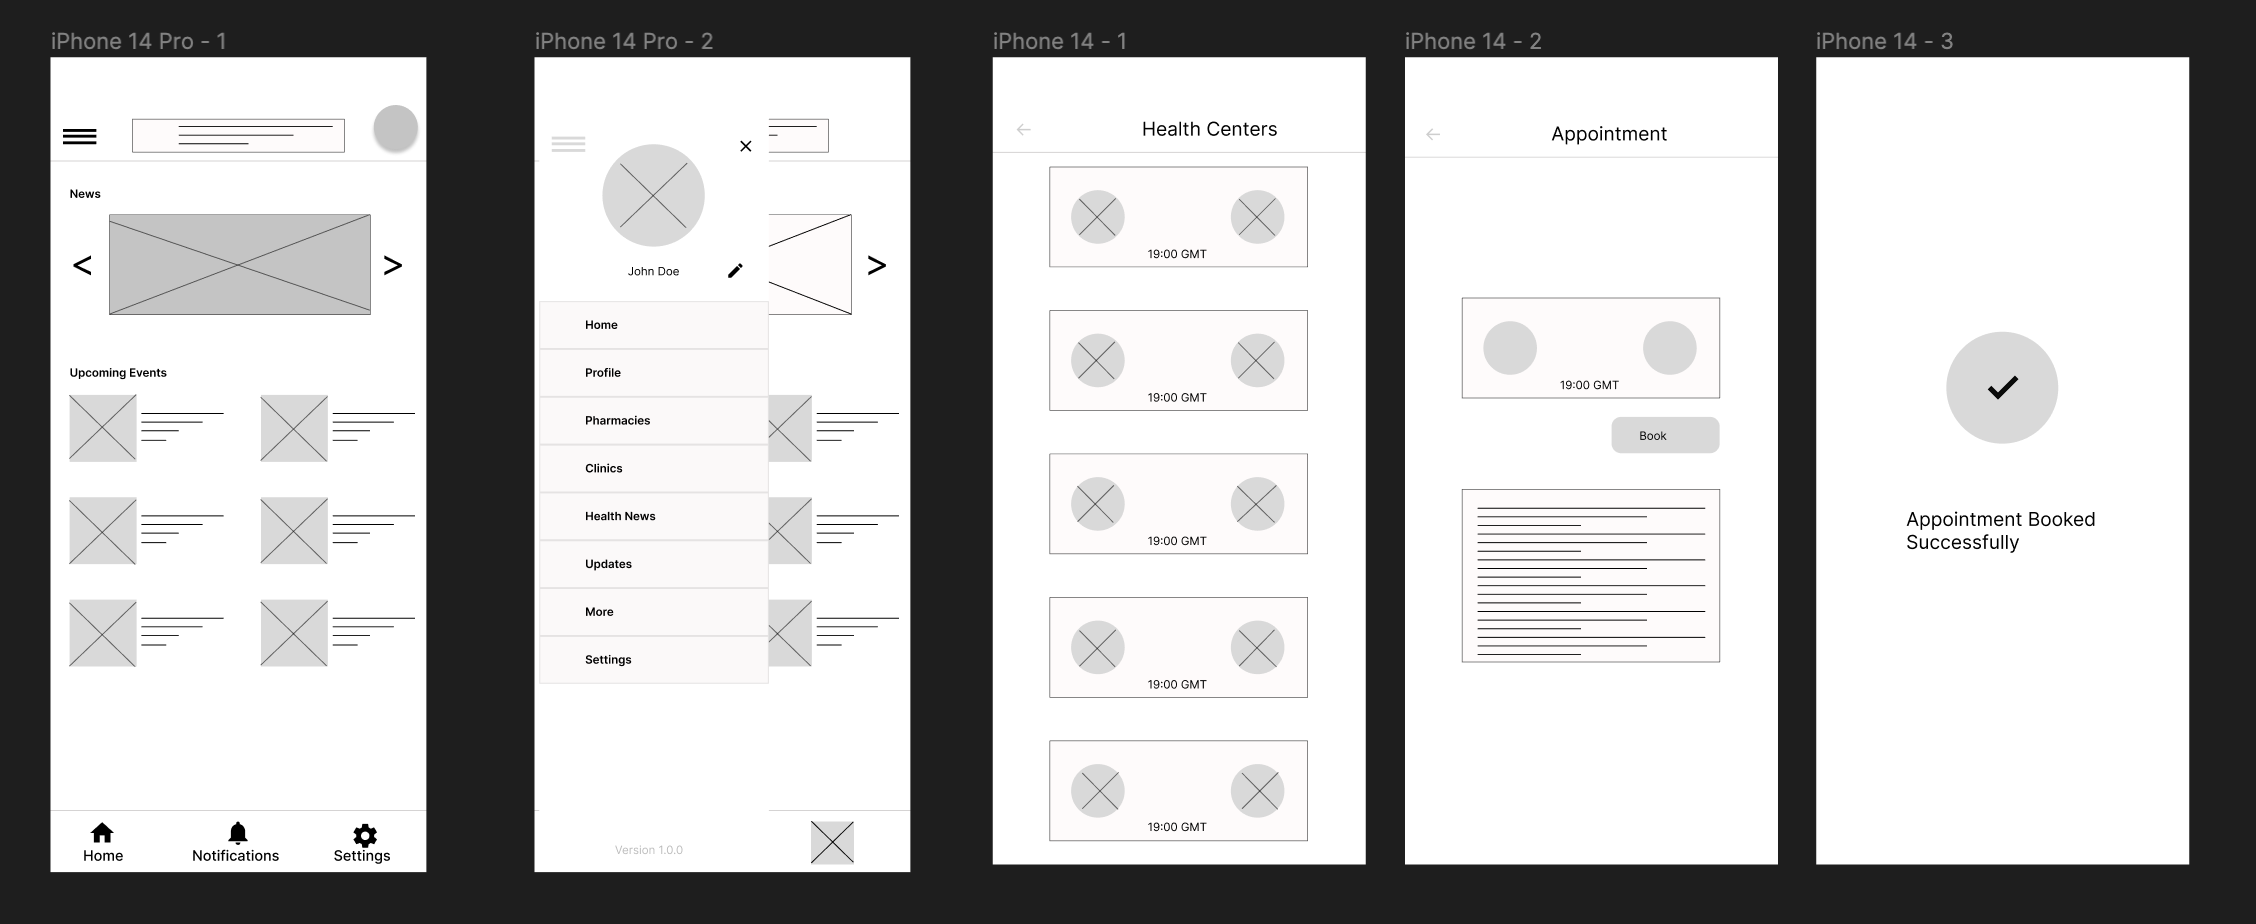 iPhone 14 Pro - 1
News
<
>
Upcoming Events
Home
Notifications
Settings
iPhone 14 Pro - 2
John Doe
>
Home
Profile
Pharmacies
Clinics
Health News
Updates
More
Settings
Version 1.0.0
iPhone 14 - 1
Health Centers
19:00 GMT
19:00 GMT
19:00 GMT
19:00 GMT
19:00 GMT
iPhone 14 - 2
Appointment
19:00 GMT
Book
iPhone 14 - 3
Appointment Booked
Successfully